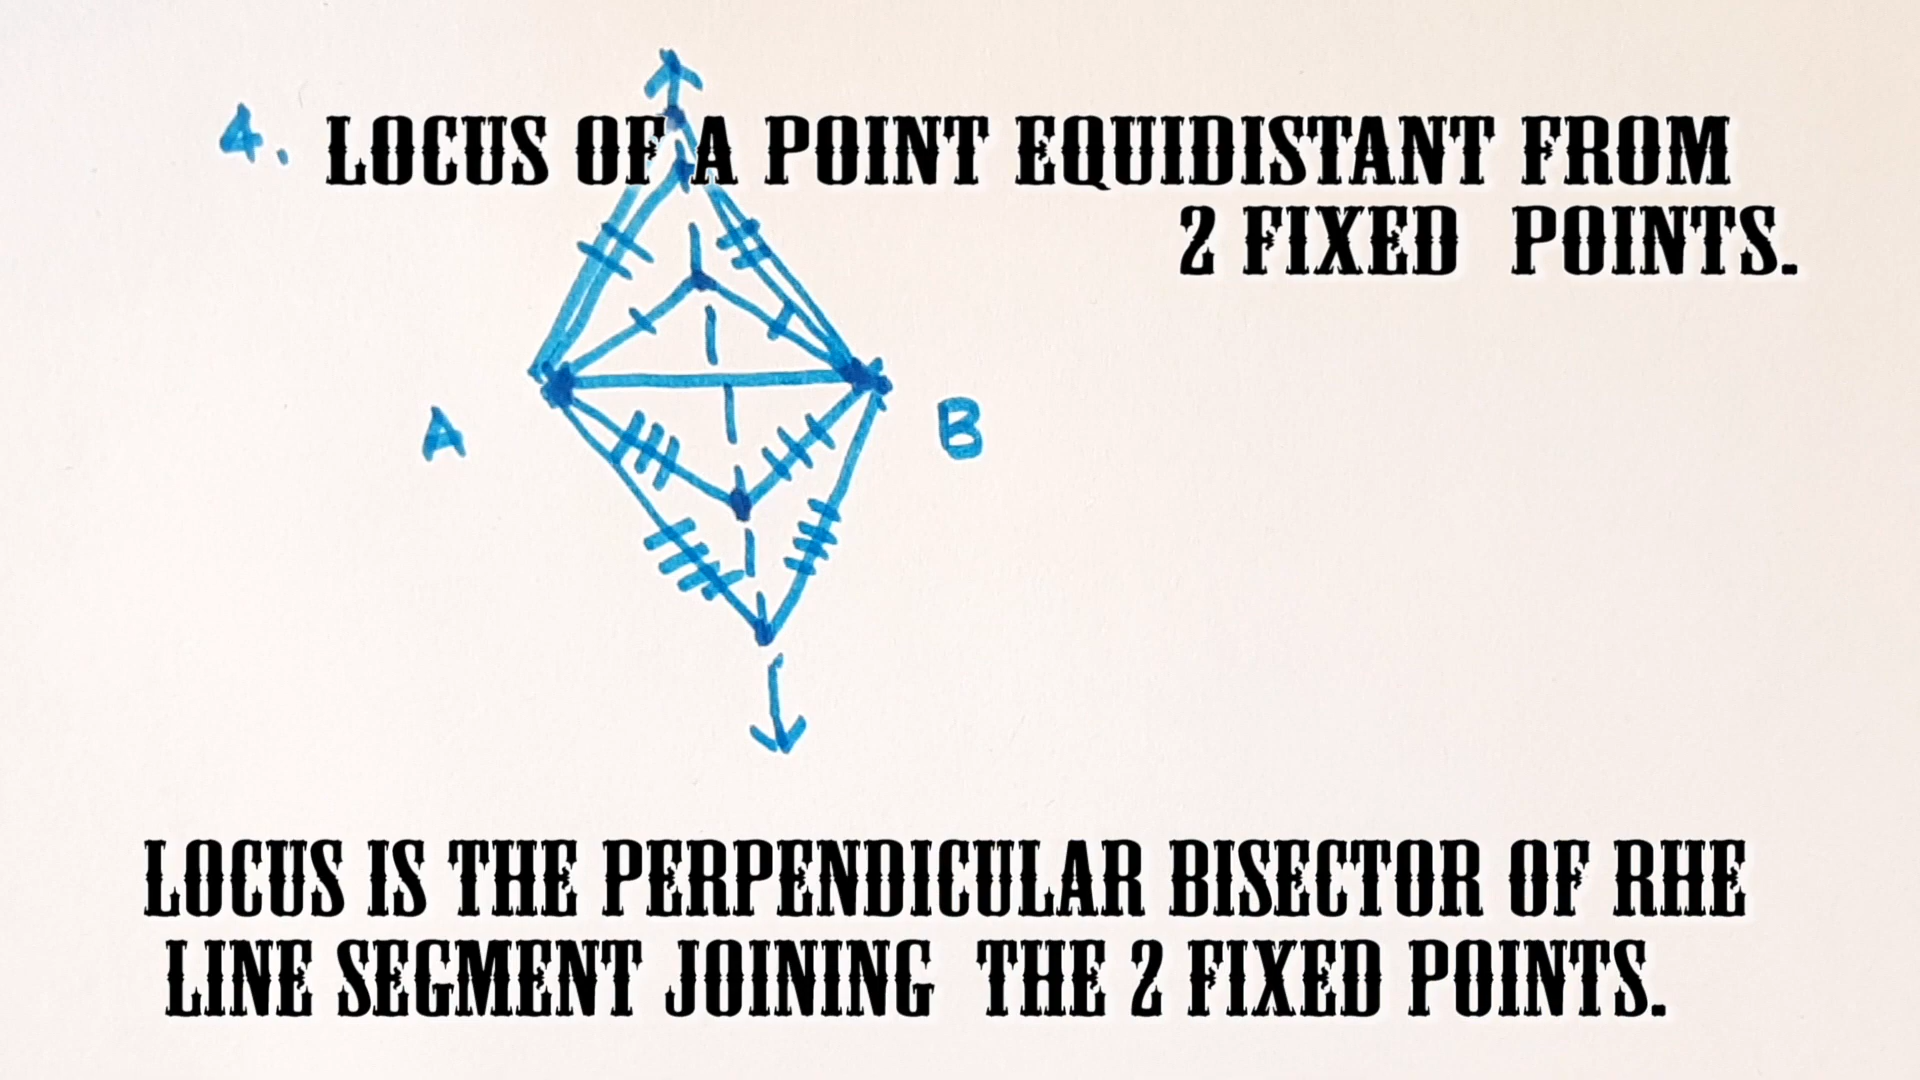 4. LOCUS OF A POINT EQUIDISTANT FROM
2 FIXED POINTS.
A
B
LOCUS IS THE PERPENDICULAR BISECTOR OF RHE
LINE SEGMENT JOINING THE 2 FIXED POINTS.